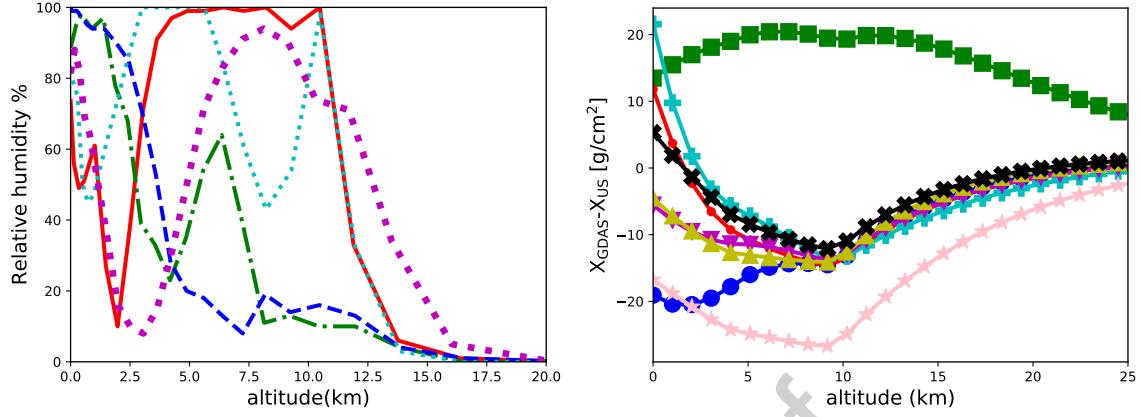 Relative humidity %
100
80
60
40
20
0
0.0 2.5 5.0 7.5 10.0 12.5 15.0 17.5 20.0
altitude(km)
X_GDAS-X_US [g/cm²]
20
10
0
−10
−20
0 5 10 15 20 25
altitude (km)
f